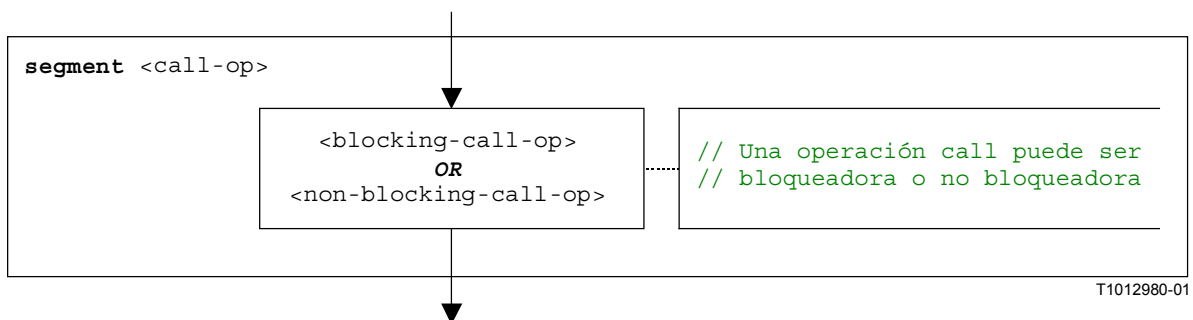 segment <call-op>
<blocking-call-op>
OR
<non-blocking-call-op>
// Una operación call puede ser
// bloqueadora o no bloqueadora
T1012980-01